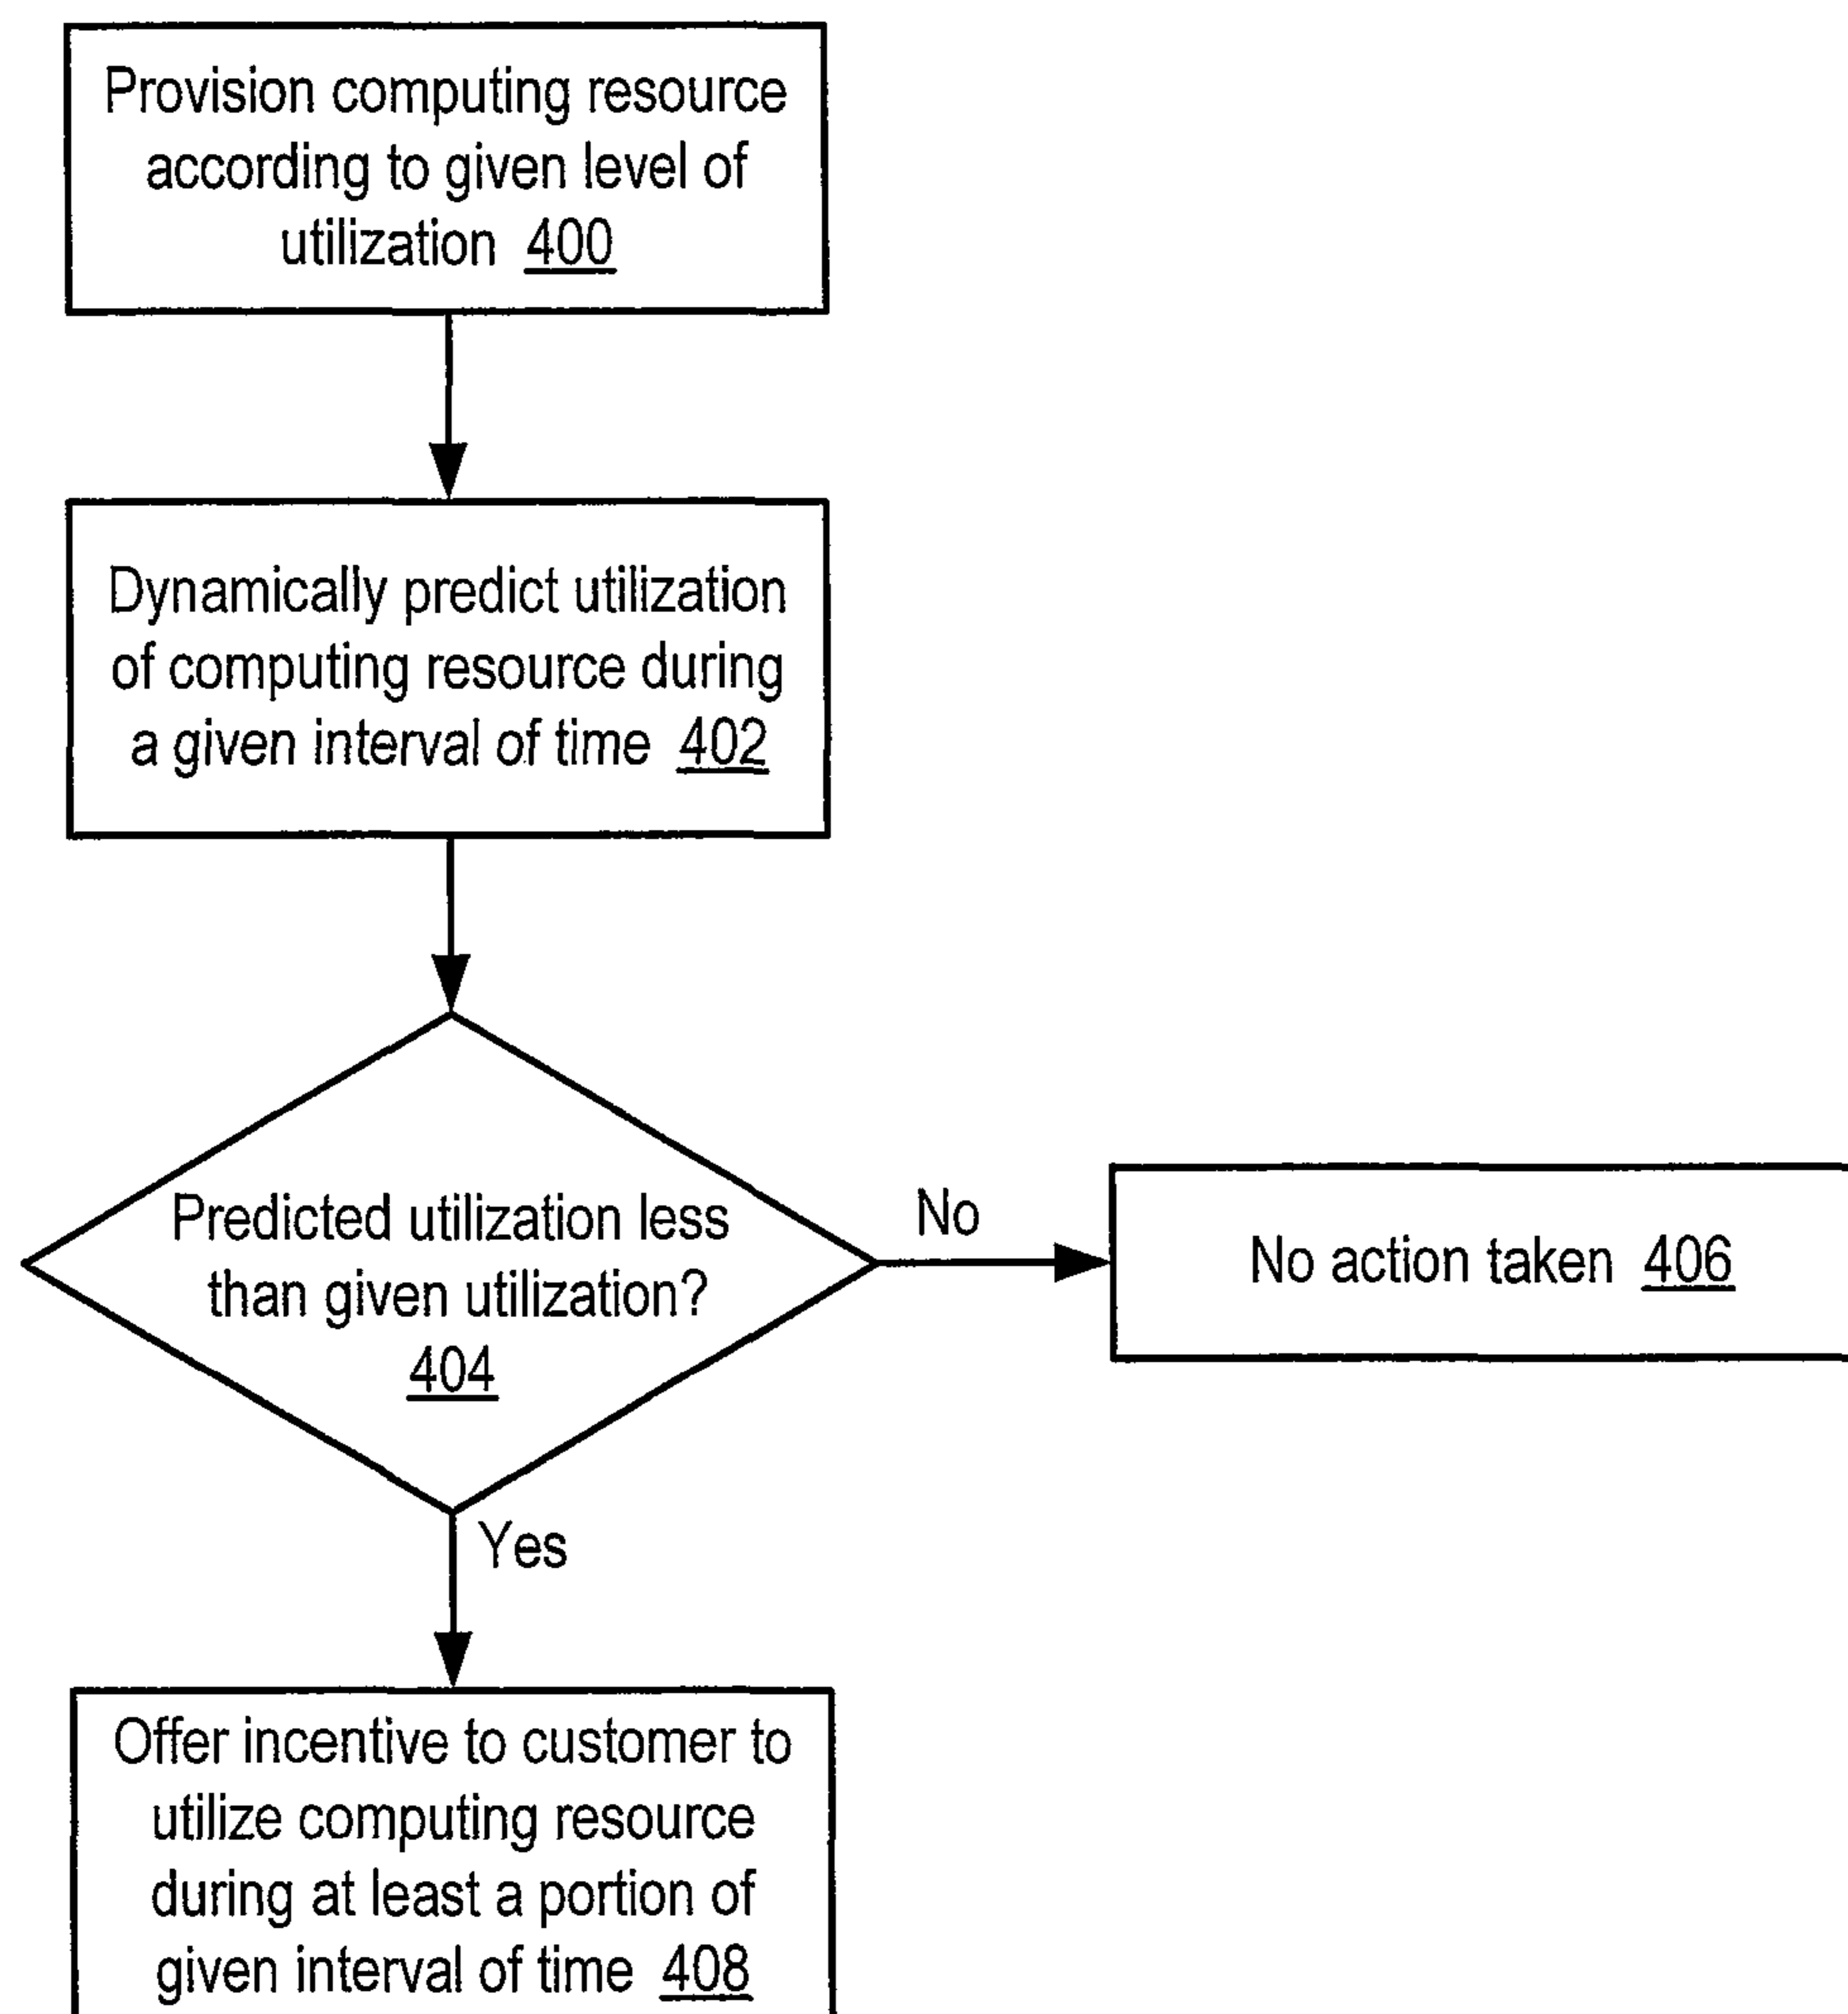 Provision computing resource
according to given level of
utilization 400
Dynamically predict utilization
of computing resource during
a given interval of time 402
Predicted utilization less
than given utilization?
404
No
No action taken 406
Yes
Offer incentive to customer to
utilize computing resource
during at least a portion of
given interval of time 408